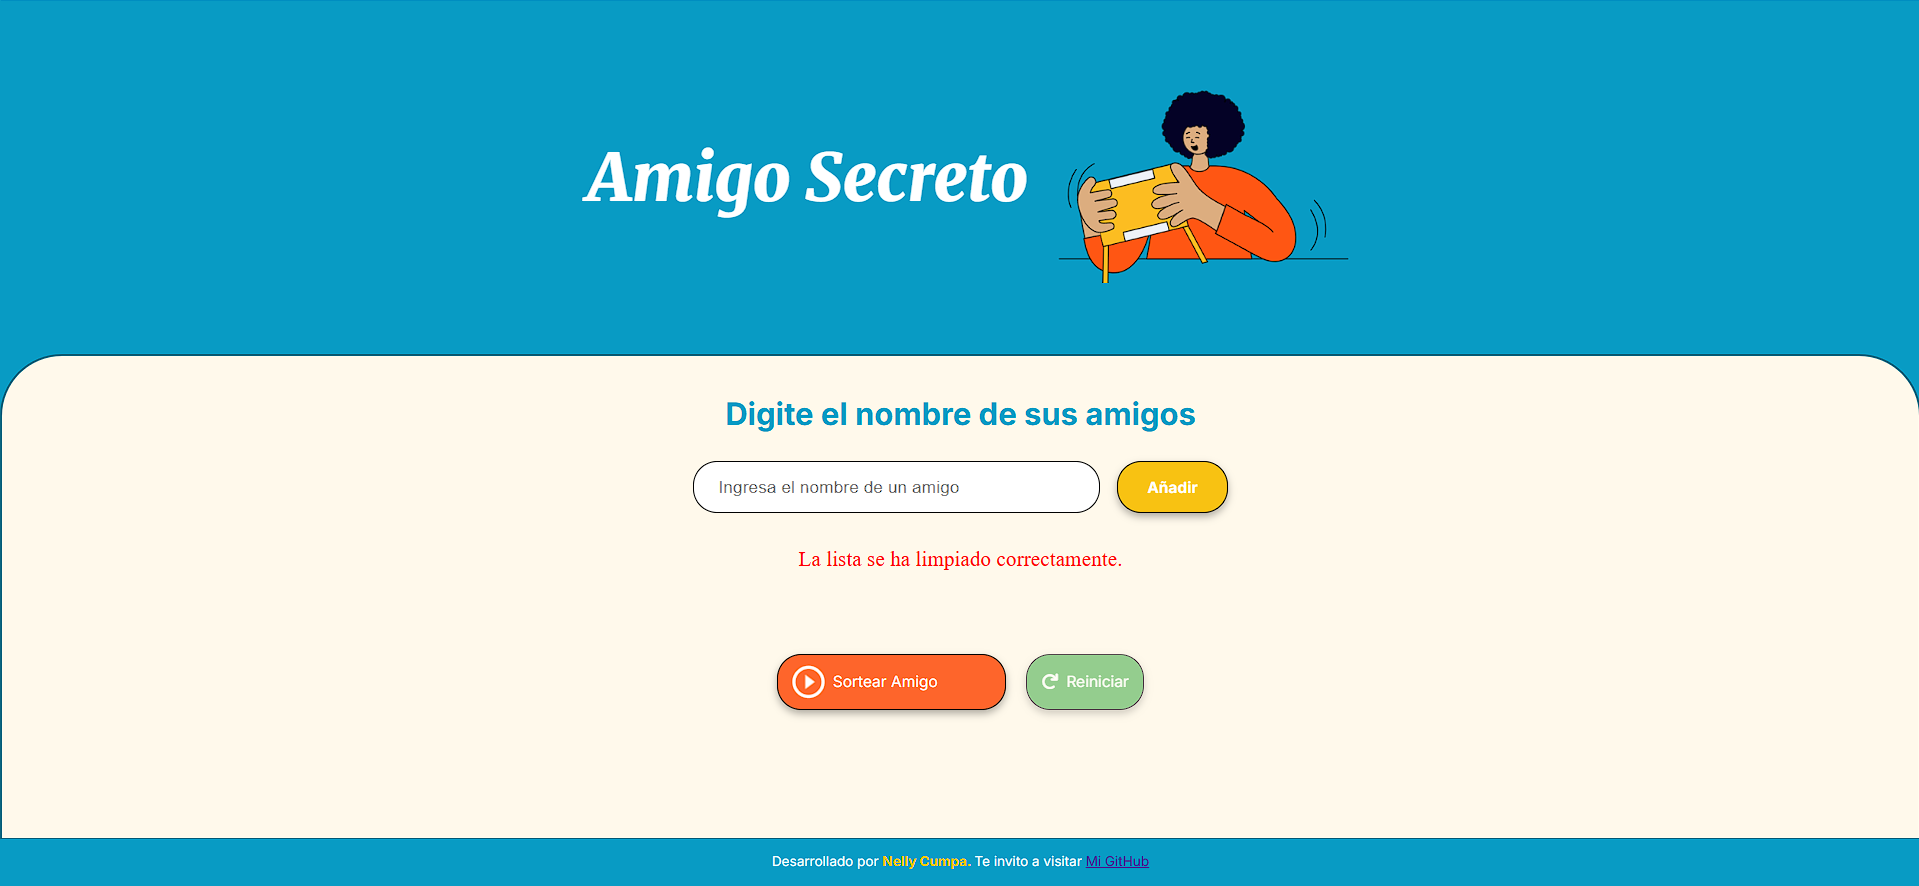 Amigo Secreto
Digite el nombre de sus amigos
Ingresa el nombre de un amigo
Añadir
La lista se ha limpiado correctamente.
Sortear Amigo
Reiniciar
Desarrollado por Nelly Cumpa. Te invito a visitar Mi GitHub